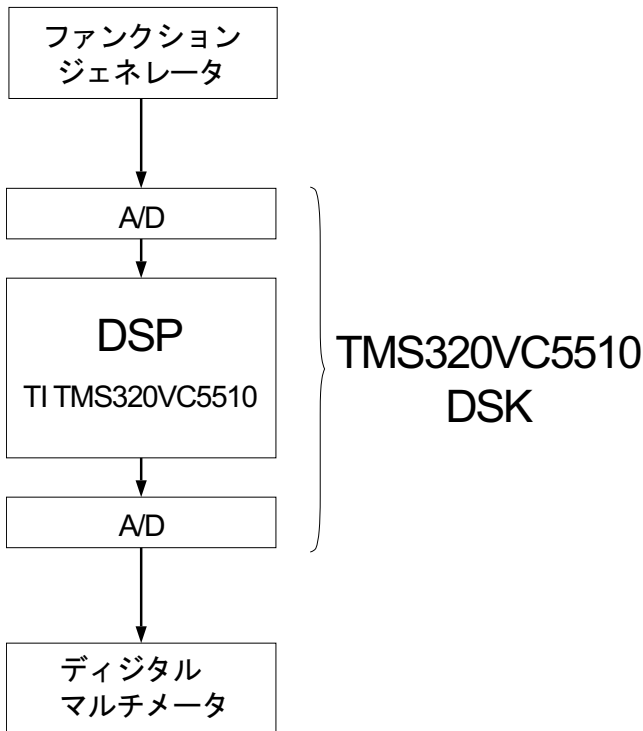 ファンクション
ジェネレータ
A/D
DSP
TI TMS320VC5510
TMS320VC5510
DSK
A/D
ディジタル
マルチメータ